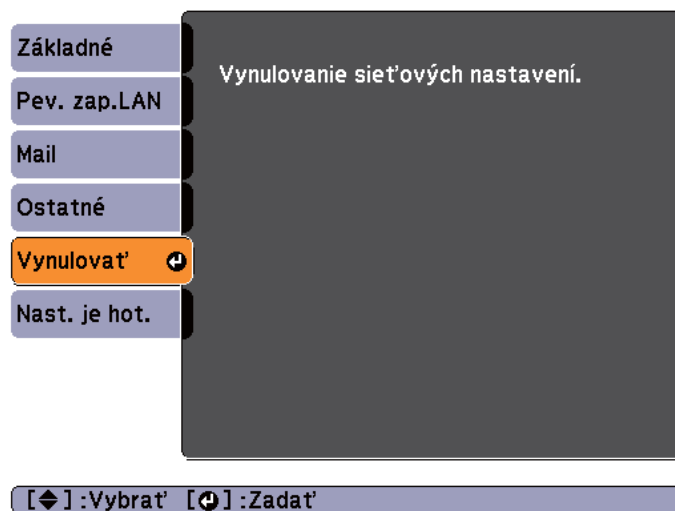 Základné
Pev. zap.LAN
Mail
Ostatné
Vynulovať
Nast. je hot.
Vynulovanie sieťových nastavení.
[◆] :Vybrať [⏎] :Zadať